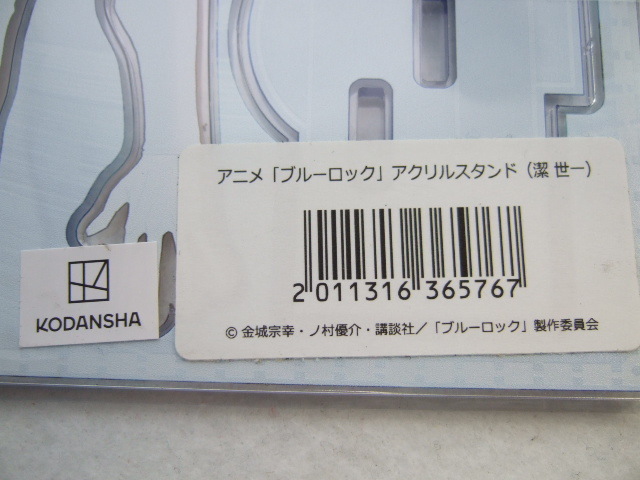 アニメ「ブルーロック」アクリルスタンド（潔 世一）
2 011316 365767
KODANSHA
© 金城宗幸・ノ村優介・講談社／「ブルーロック」製作委員会